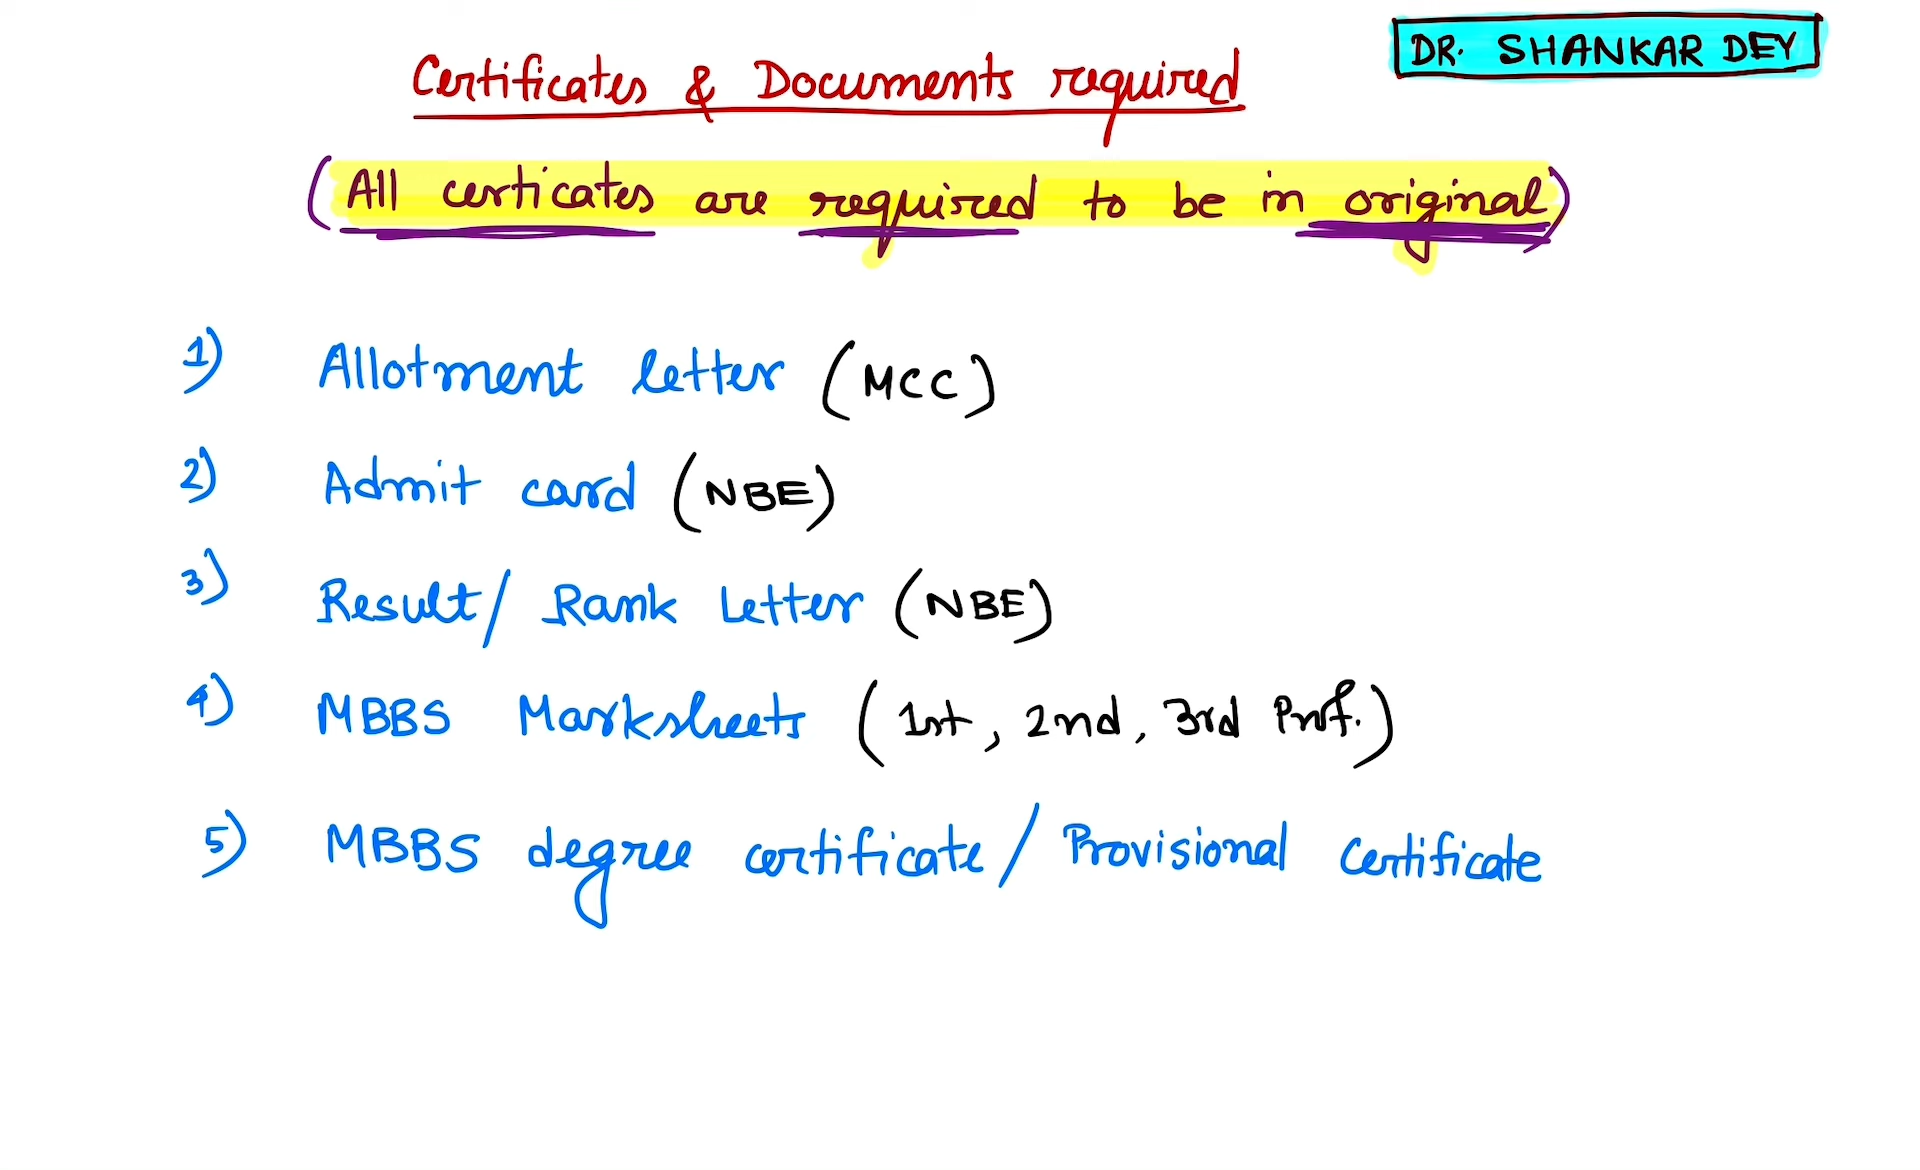 DR. SHANKAR DEY
Certificates & Documents required
(All certicates are required to be in original)
1) Allotment letter (MCC)
2) Admit card (NBE)
3) Result/ Rank Letter (NBE)
4) MBBS Marksheets (1st, 2nd, 3rd Prof.)
5) MBBS degree certificate/ Provisional Certificate